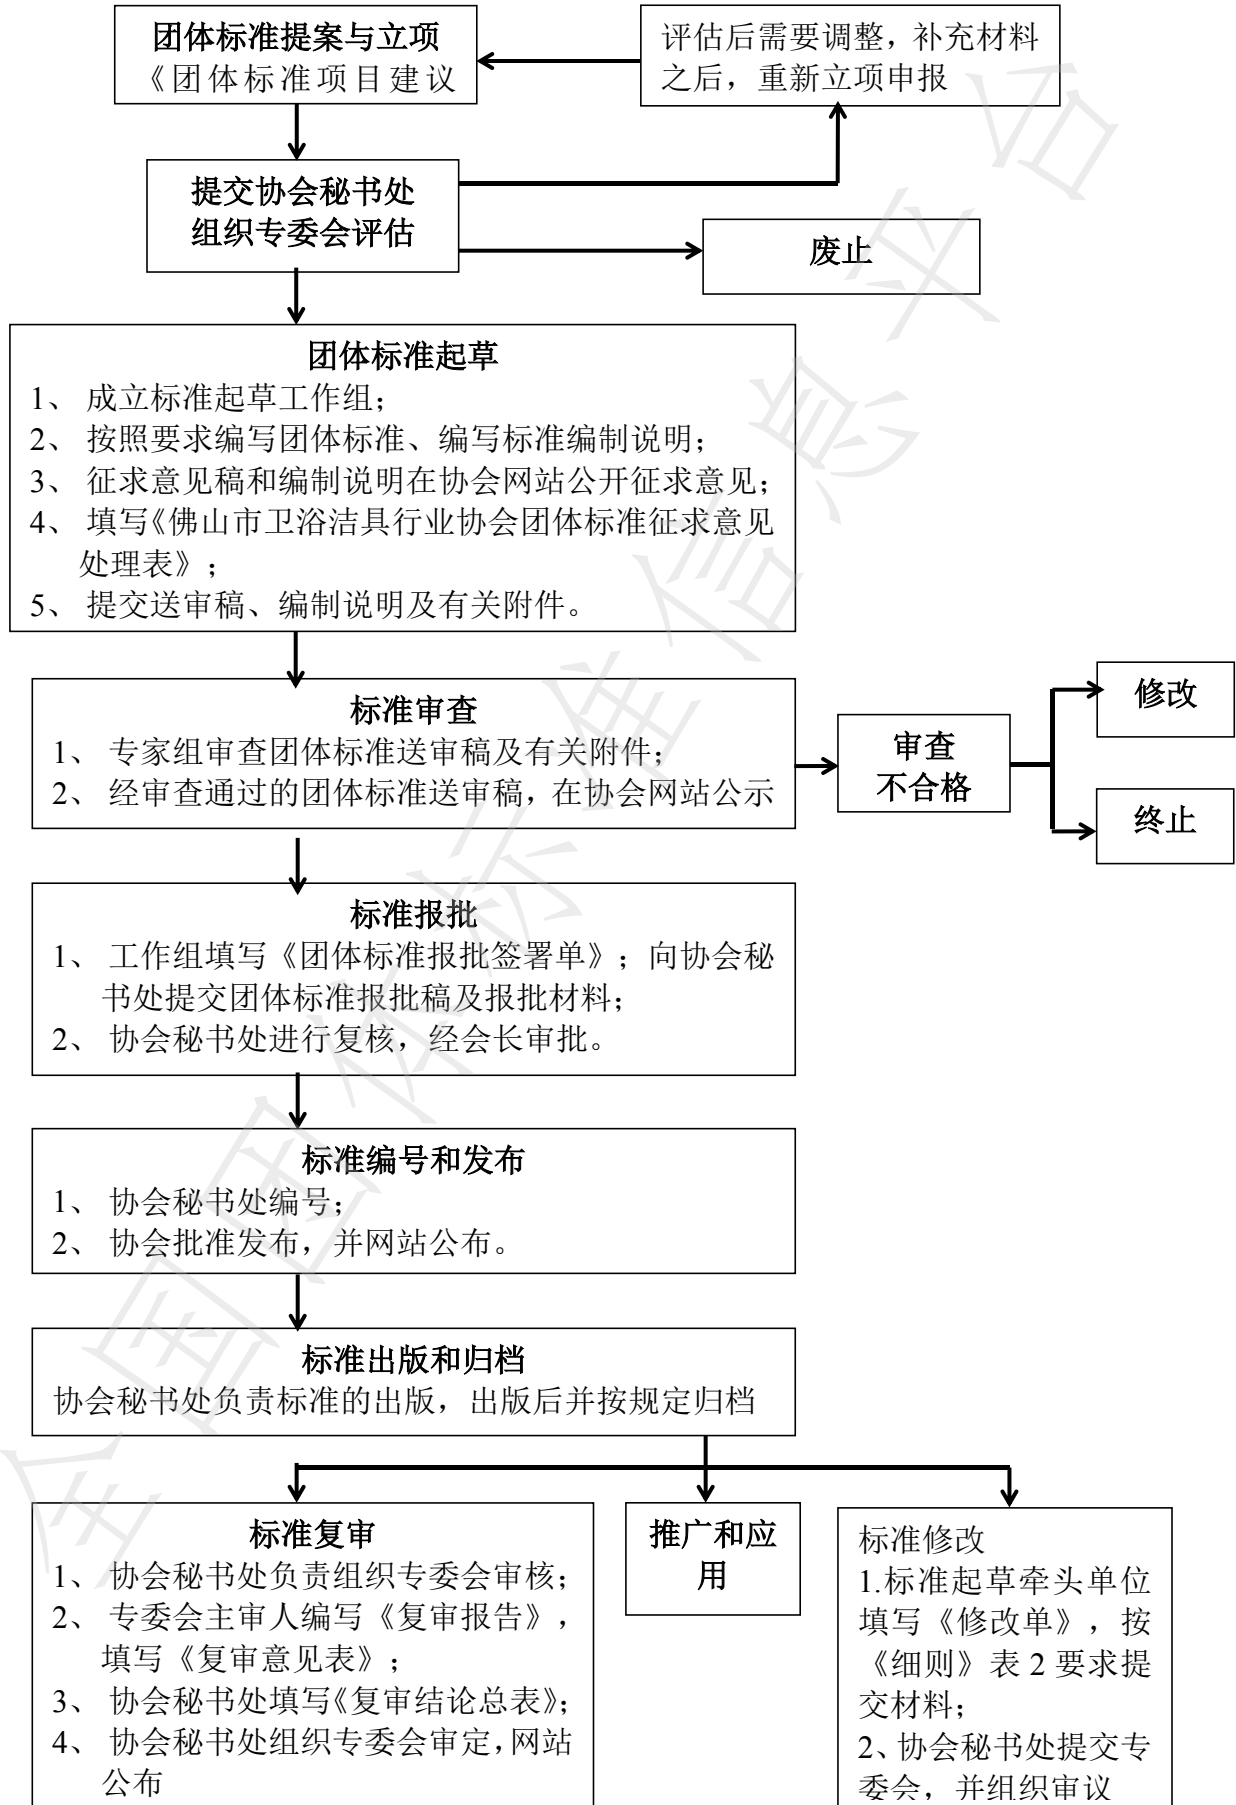 团体标准提案与立项
《团体标准项目建议
评估后需要调整，补充材料
之后，重新立项申报
提交协会秘书处
组织专委会评估
废止
团体标准起草
1、 成立标准起草工作组；
2、 按照要求编写团体标准、编写标准编制说明；
3、 征求意见稿和编制说明在协会网站公开征求意见；
4、 填写《佛山市卫浴洁具行业协会团体标准征求意见
处理表》；
5、 提交送审稿、编制说明及有关附件。
标准审查
1、 专家组审查团体标准送审稿及有关附件；
2、 经审查通过的团体标准送审稿，在协会网站公示
审查
不合格
修改
终止
标准报批
1、 工作组填写《团体标准报批签署单》；向协会秘
书处提交团体标准报批稿及报批材料；
2、 协会秘书处进行复核，经会长审批。
标准编号和发布
1、 协会秘书处编号；
2、 协会批准发布，并网站公布。
标准出版和归档
协会秘书处负责标准的出版，出版后并按规定归档
标准复审
1、 协会秘书处负责组织专委会审核；
2、 专委会主审人编写《复审报告》，
填写《复审意见表》；
3、 协会秘书处填写《复审结论总表》；
4、 协会秘书处组织专委会审定，网站
公布
推广和应
用
标准修改
1.标准起草牵头单位
填写《修改单》，按
《细则》表 2 要求提
交材料；
2、协会秘书处提交专
委会，并组织审议
全国团体标准信息平台